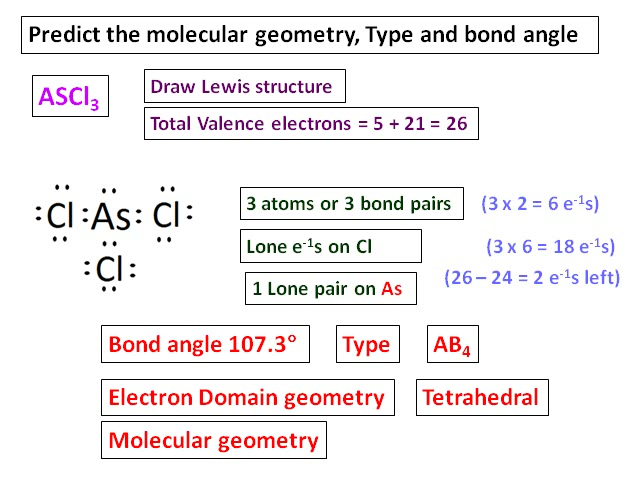 Predict the molecular geometry, Type and bond angle
ASCl₃
Draw Lewis structure
Total Valence electrons = 5 + 21 = 26
:Cl:As: Cl:
:Cl:
3 atoms or 3 bond pairs (3 x 2 = 6 e⁻¹s)
Lone e⁻¹s on Cl (3 x 6 = 18 e⁻¹s)
1 Lone pair on As (26 – 24 = 2 e⁻¹s left)
Bond angle 107.3° Type AB₄
Electron Domain geometry Tetrahedral
Molecular geometry